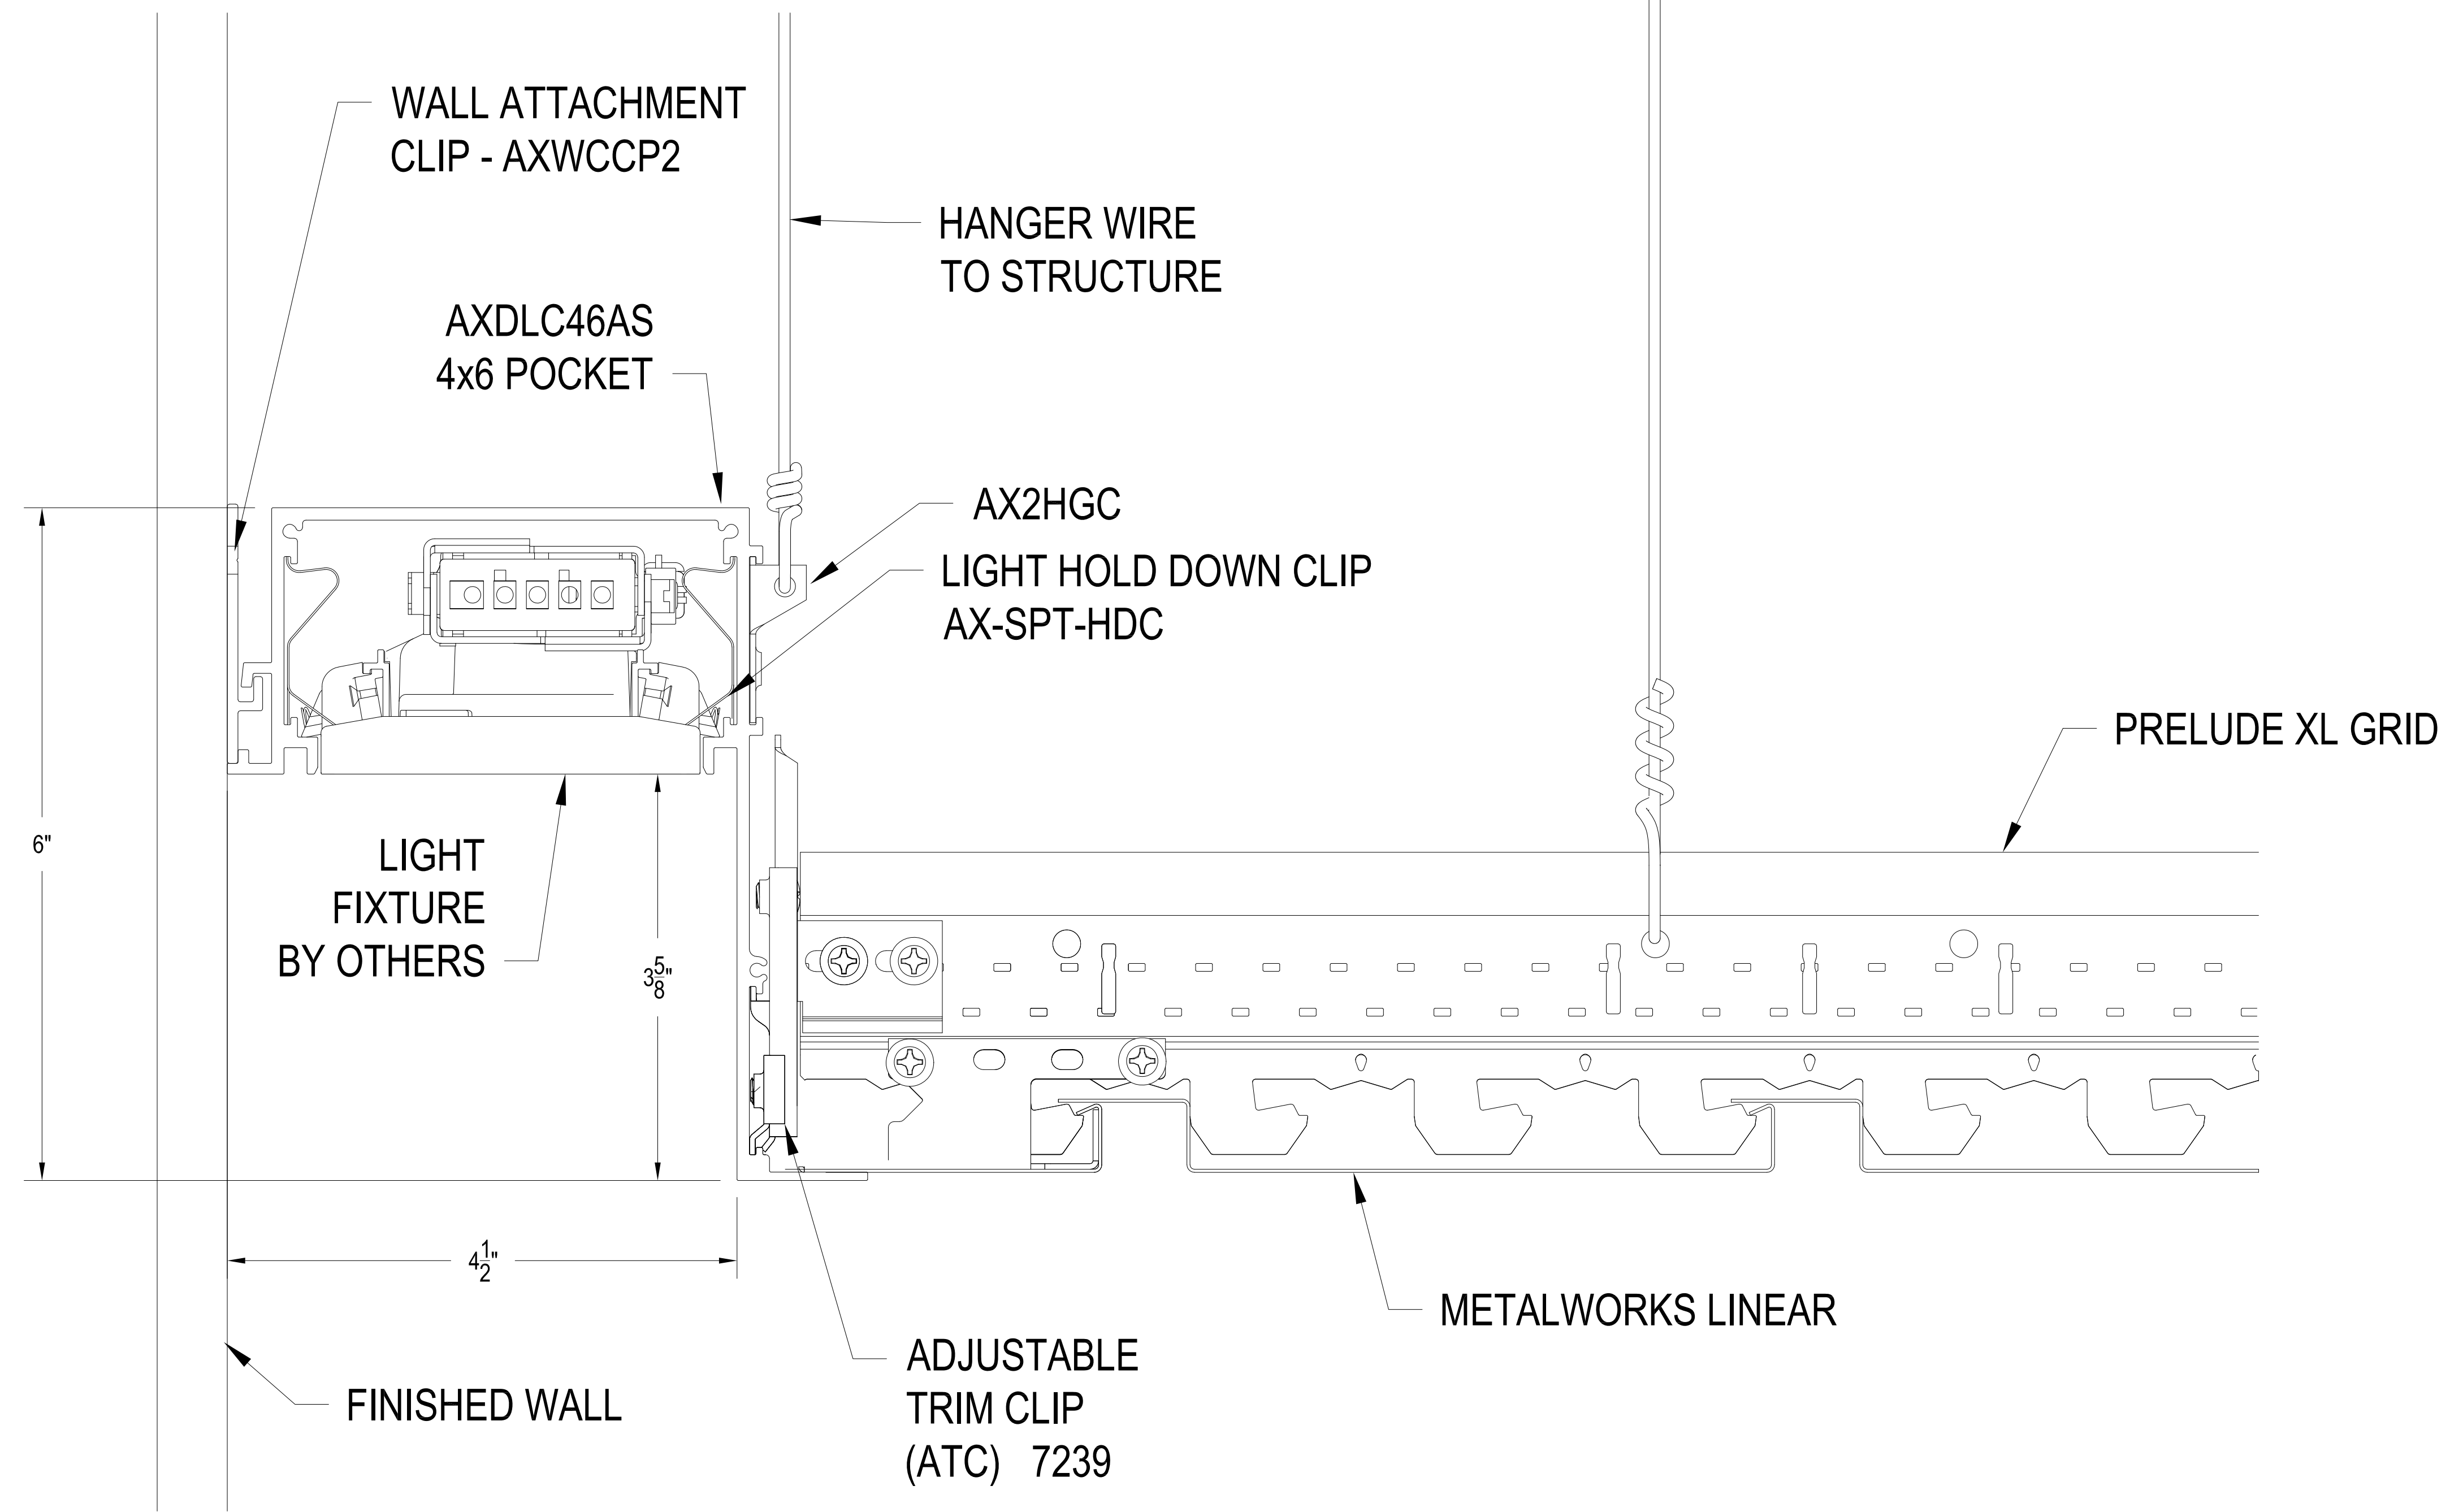 WALL ATTACHMENT
CLIP - AXWCCP2
HANGER WIRE
TO STRUCTURE
AXDLC46AS
4x6 POCKET
AX2HGC
LIGHT HOLD DOWN CLIP
AX-SPT-HDC
PRELUDE XL GRID
6"
LIGHT
FIXTURE
BY OTHERS
3 5/8"
4 1/2"
METALWORKS LINEAR
ADJUSTABLE
TRIM CLIP
(ATC) 7239
FINISHED WALL